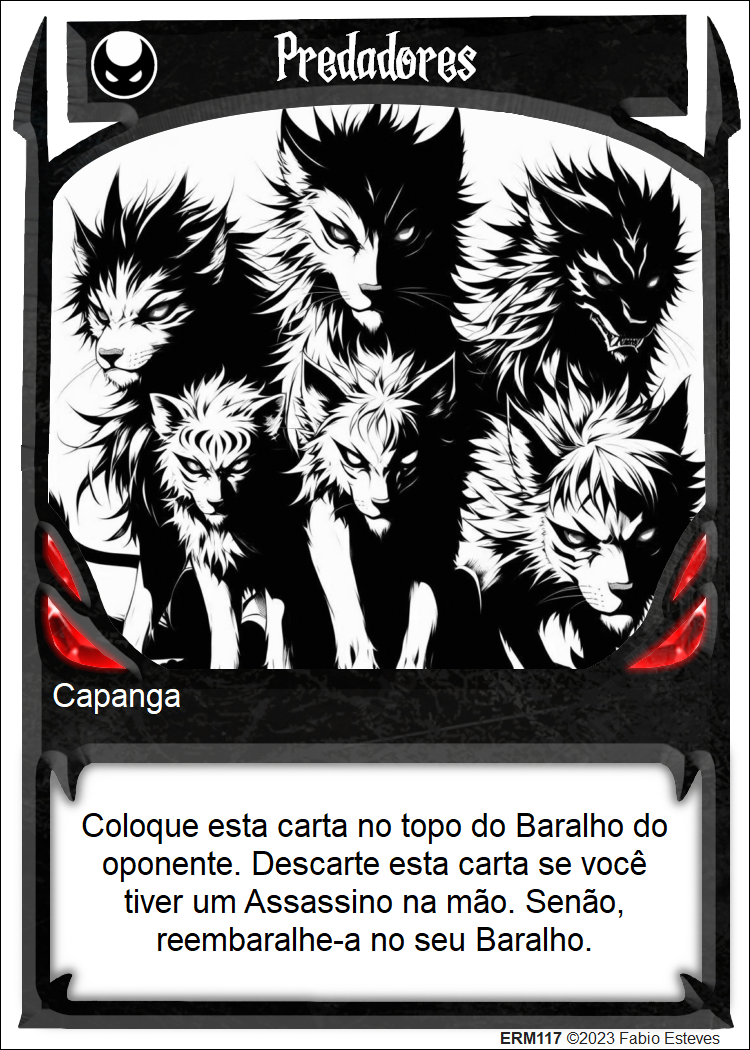 Predadores
Capanga
Coloque esta carta no topo do Baralho do
oponente. Descarte esta carta se você
tiver um Assassino na mão. Senão,
reembaralhe-a no seu Baralho.
ERM117 ©2023 Fabio Esteves